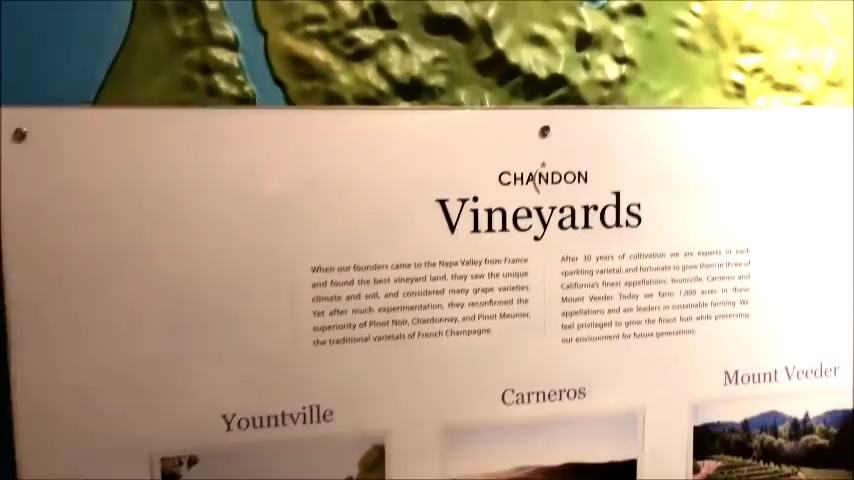 CHANDON
Vineyards
When our founders came to the Napa Valley from France
and found the best vineyard land, they saw the unique
climate and soil, and considered many grape varieties
Yet after much experimentation, they reconfirmed the
superiority of Pinot Noir, Chardonnay, and Pinot Meunier,
the traditional varietals of French Champagne.
After 30 years of cultivation we are experts in each
sparkling varietal, and fortunate to grow them in three of
California's finest appellations: Yountville, Carneros and
Mount Veeder. Today we farm 1,000 acres in these
appellations and are leaders in sustainable farming. We
feel privileged to grow the finest fruit while preserving
our environment for future generations.
Yountville
Carneros
Mount Veeder